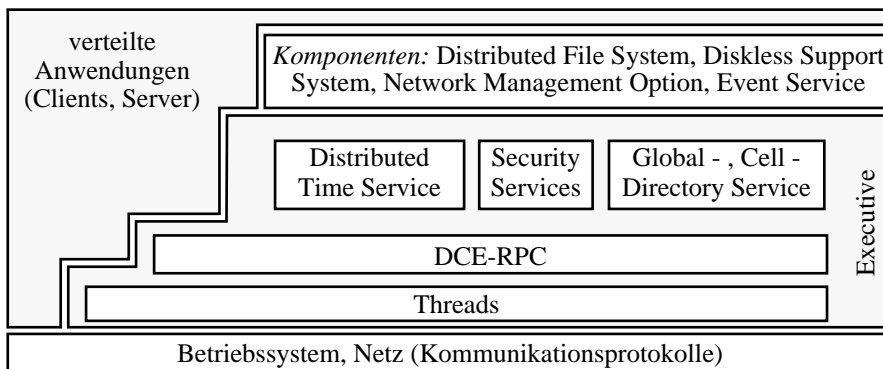 verteilte
Anwendungen
(Clients, Server)
Komponenten: Distributed File System, Diskless Support
System, Network Management Option, Event Service
Distributed
Time Service
Security
Services
Global - , Cell -
Directory Service
Executive
DCE-RPC
Threads
Betriebssystem, Netz (Kommunikationsprotokolle)